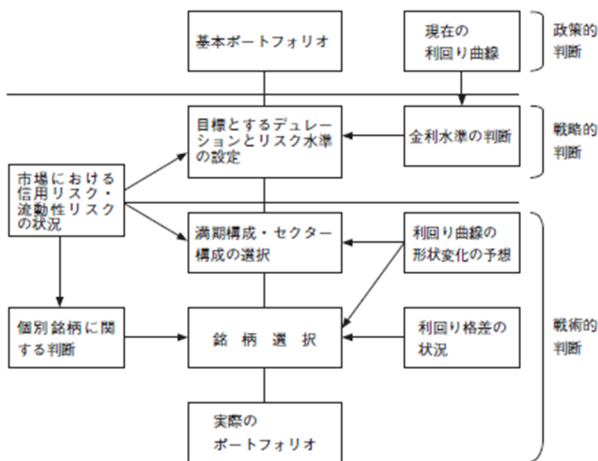 基本ポートフォリオ
現在の
利回り曲線
政策的
判断
目標とするデュレー
ションとリスク水準
の設定
金利水準の判断
戦略的
判断
市場における
信用リスク・
流動性リスク
の状況
満期構成・セクター
構成の選択
利回り曲線の
形状変化の予想
個別銘柄に関
する判断
銘柄選択
利回り格差の
状況
戦術的
判断
実際の
ポートフォリオ